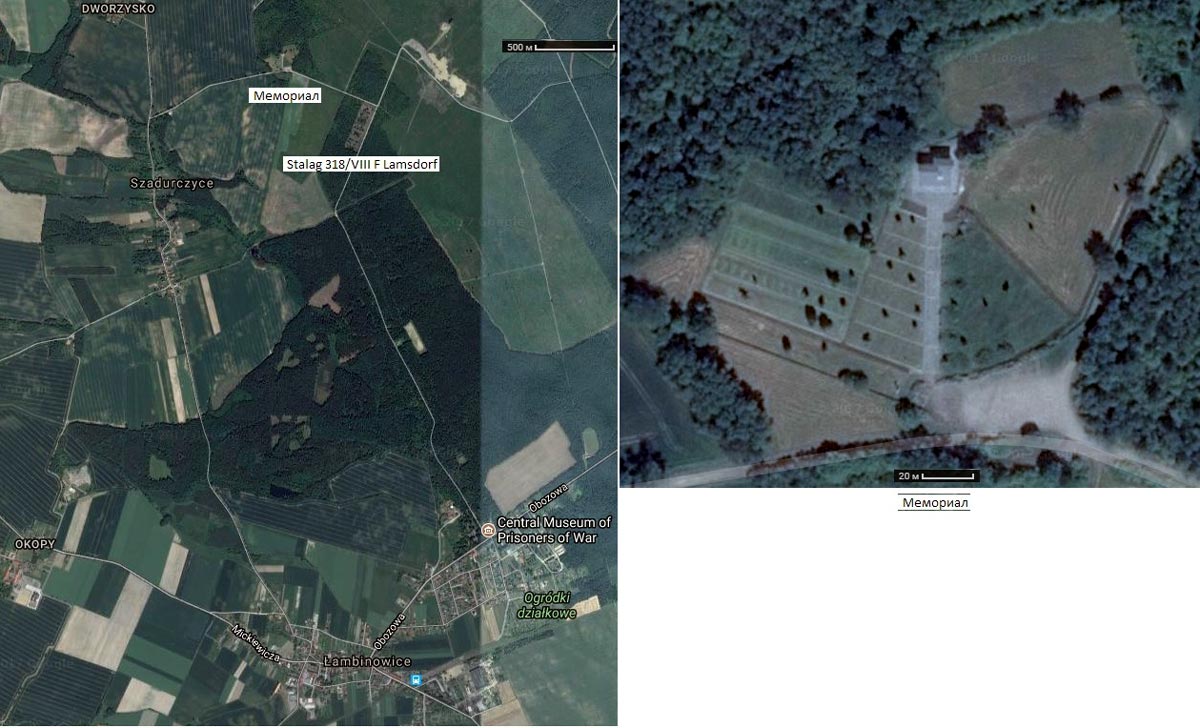 DWORZYSKO
500 м
Мемориал
Stalag 318/VIII F Lamsdorf
Szadurczyce
Obozowa
Central Museum of
Prisoners of War
OKOPY
Ogródki
działkowe
Obozowa
Mickiewicza
Łambinowice
20 м
Мемориал